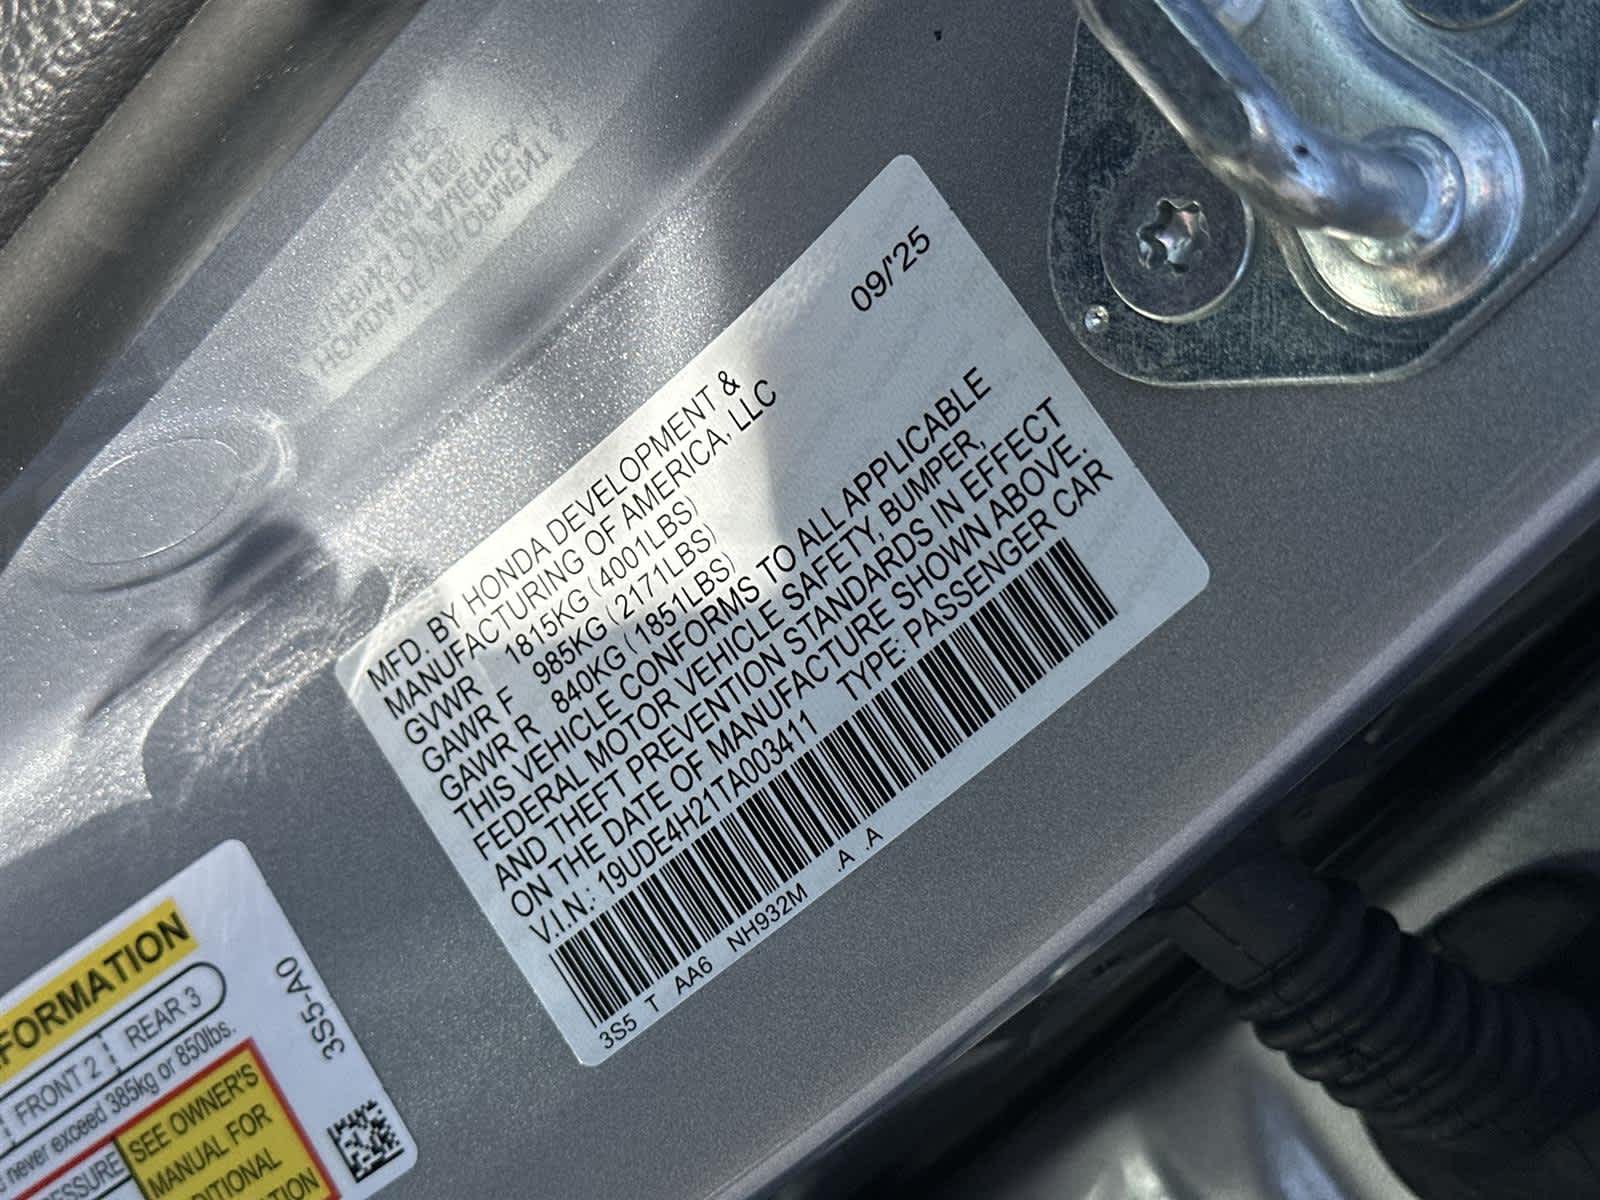 09/'25
MFD. BY HONDA DEVELOPMENT &
MANUFACTURING OF AMERICA, LLC
GVWR 1815KG (4001LBS)
GAWR F 985KG (2171LBS)
GAWR R 840KG (1851LBS)
THIS VEHICLE CONFORMS TO ALL APPLICABLE
FEDERAL MOTOR VEHICLE SAFETY, BUMPER,
AND THEFT PREVENTION STANDARDS IN EFFECT
ON THE DATE OF MANUFACTURE SHOWN ABOVE.
V.I.N.: 19UDE4H21TA003411 TYPE: PASSENGER CAR
3S5 T AA6 NH932M .A .A
3S5-A0
FRONT 2 REAR 3
never exceed 385kg or 850lbs.
SEE OWNER'S
MANUAL FOR